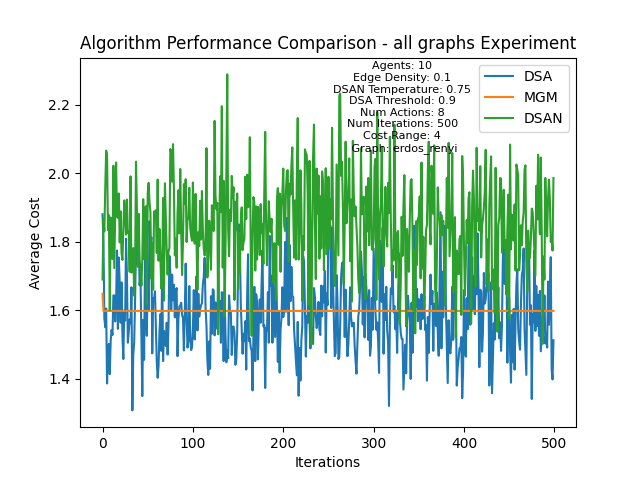 Algorithm Performance Comparison - all graphs Experiment
Agents: 10
Edge Density: 0.1
DSAN Temperature: 0.75
DSA Threshold: 0.9
Num Actions: 8
Num Iterations: 500
Cost Range: 4
Graph: erdos_renyi
DSA
MGM
DSAN
Average Cost
2.2
2.0
1.8
1.6
1.4
0
100
200
300
400
500
Iterations